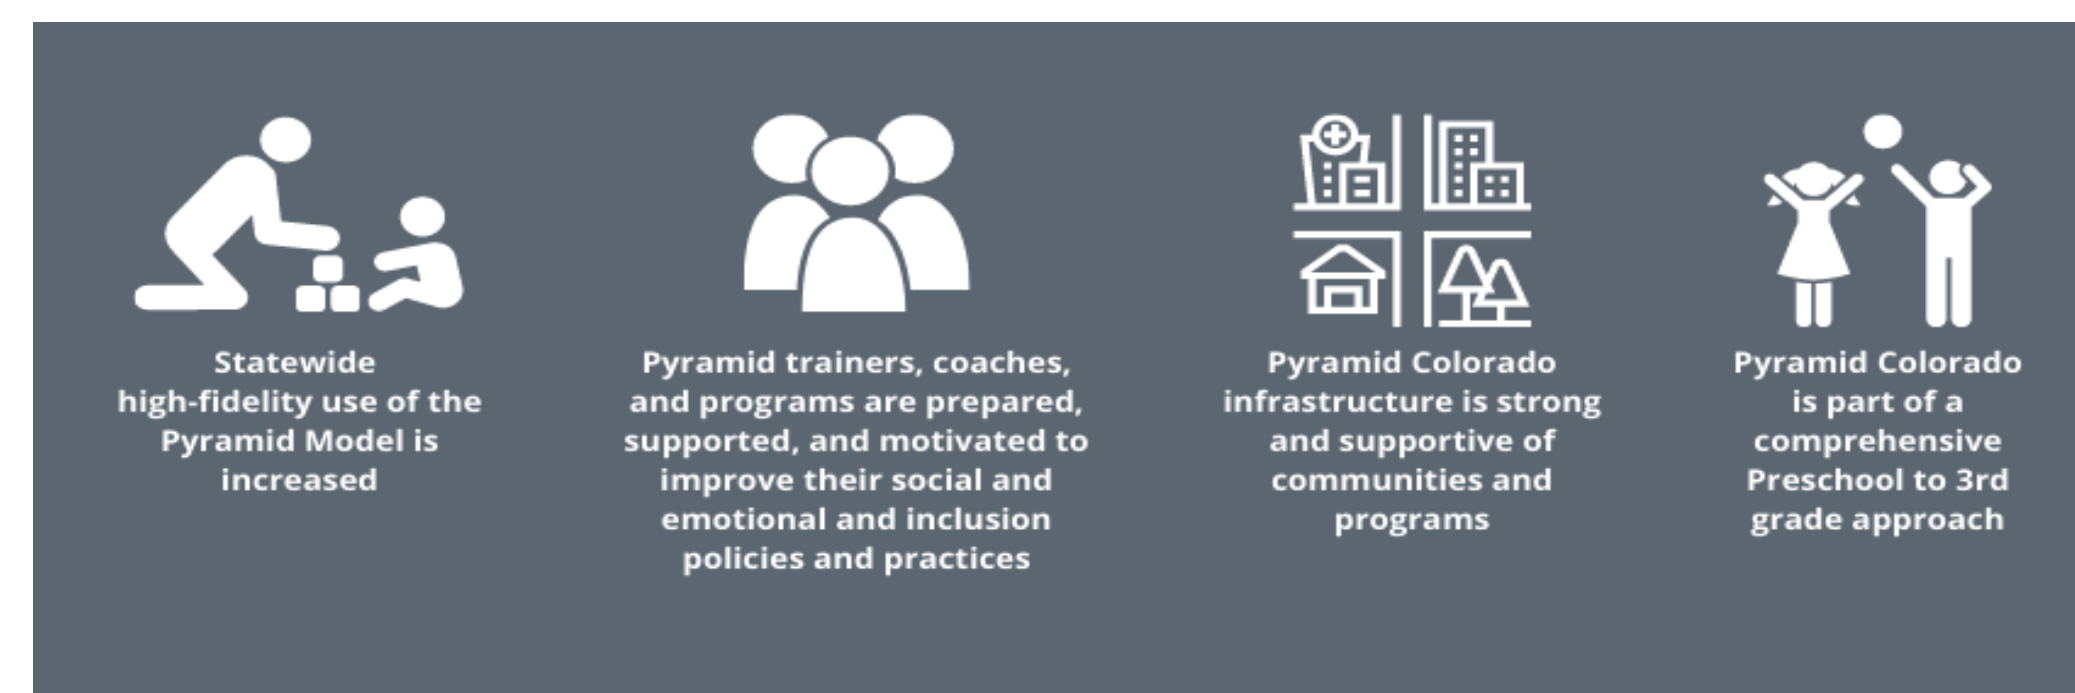 Statewide
high-fidelity use of the
Pyramid Model is
increased
Pyramid trainers, coaches,
and programs are prepared,
supported, and motivated to
improve their social and
emotional and inclusion
policies and practices
Pyramid Colorado
infrastructure is strong
and supportive of
communities and
programs
Pyramid Colorado
is part of a
comprehensive
Preschool to 3rd
grade approach